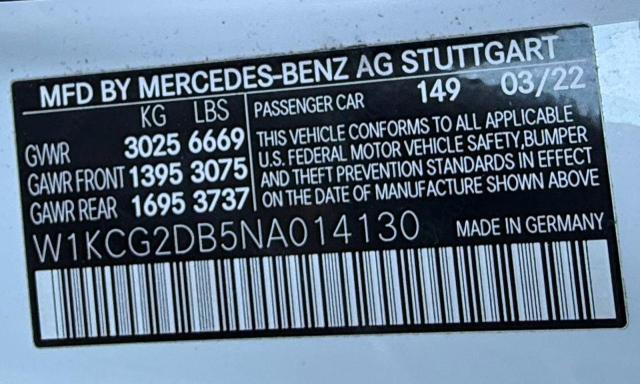 MFD BY MERCEDES-BENZ AG STUTTGART
KG LBS
GVWR 3025 6669
GAWR FRONT 1395 3075
GAWR REAR 1695 3737
PASSENGER CAR 149 03/22
THIS VEHICLE CONFORMS TO ALL APPLICABLE
U.S. FEDERAL MOTOR VEHICLE SAFETY,BUMPER
AND THEFT PREVENTION STANDARDS IN EFFECT
ON THE DATE OF MANUFACTURE SHOWN ABOVE
W1KCG2DB5NA014130 MADE IN GERMANY